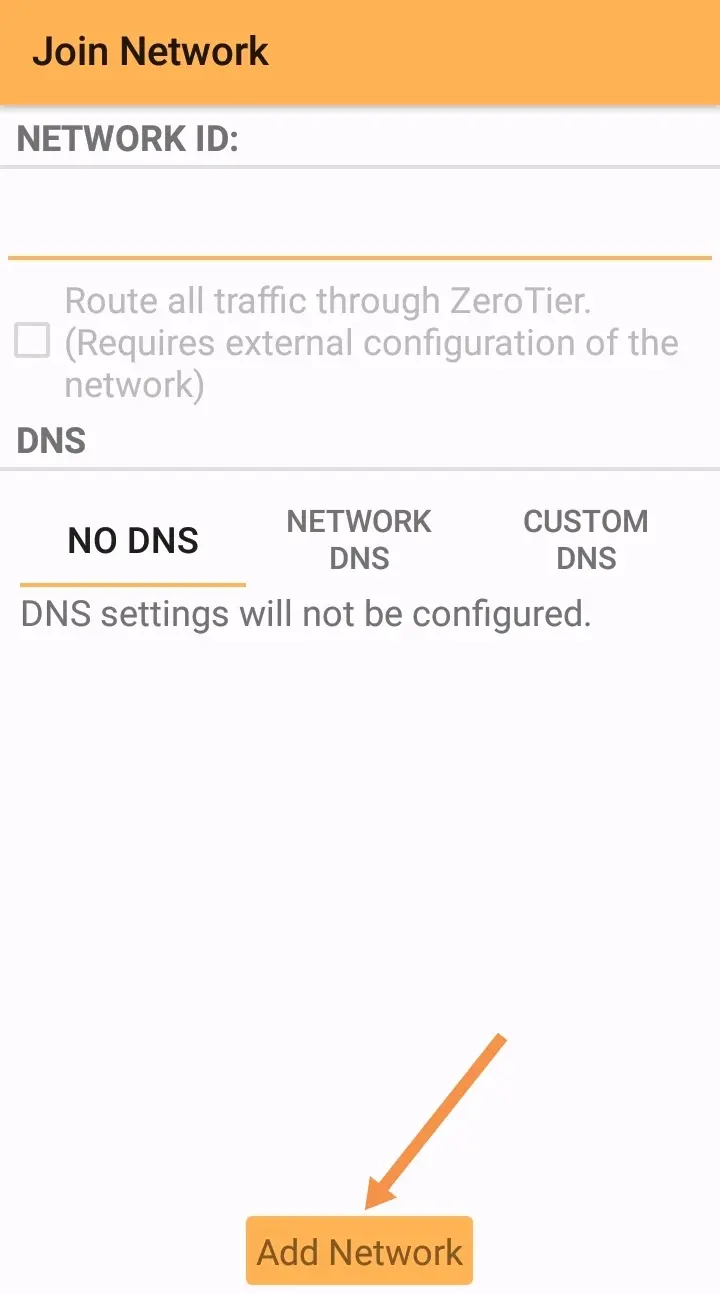 Join Network
NETWORK ID:
Route all traffic through ZeroTier.
(Requires external configuration of the
network)
DNS
NO DNS
NETWORK
DNS
CUSTOM
DNS
DNS settings will not be configured.
Add Network